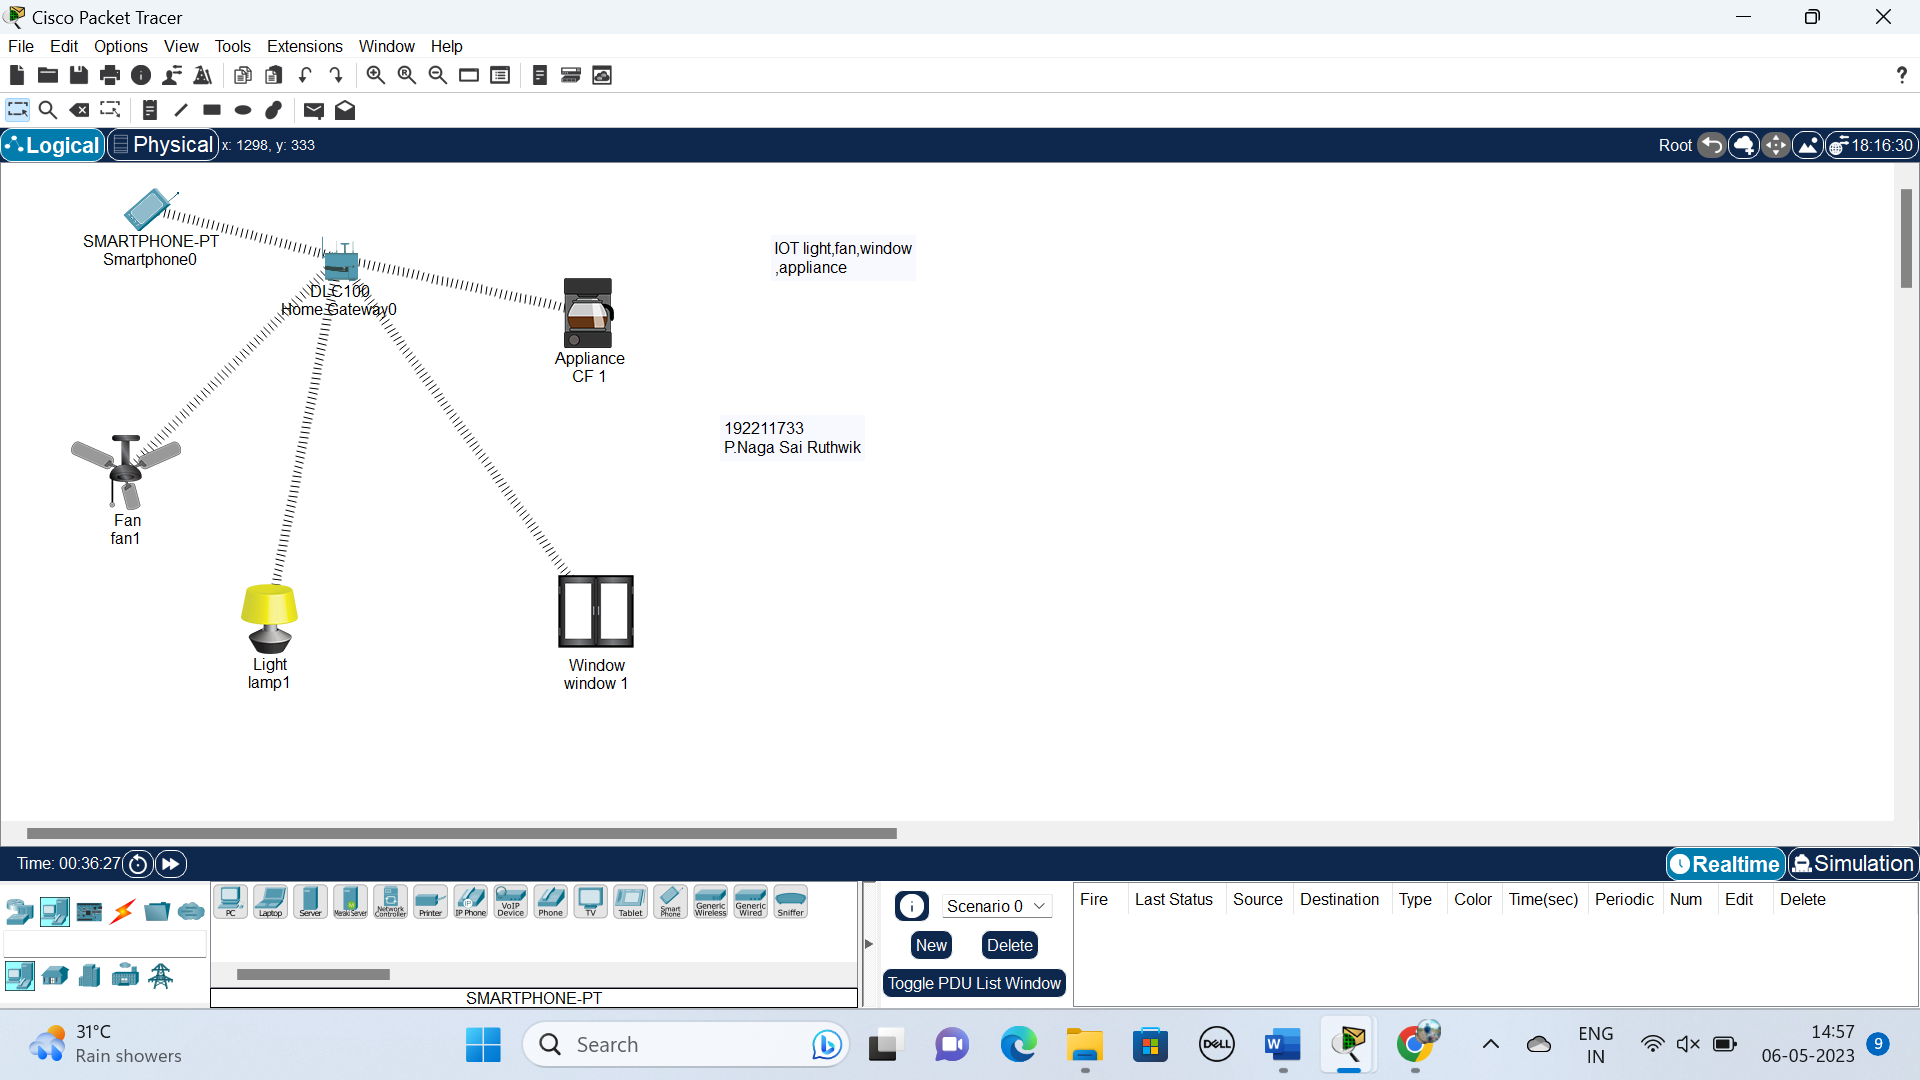 Cisco Packet Tracer
File Edit Options View Tools Extensions Window Help
?
Logical Physical x: 1298, y: 333 Root 18:16:30
SMARTPHONE-PT
Smartphone0
DLC100
Home Gateway0
IOT light,fan,window
,appliance
Appliance
CF 1
192211733
P.Naga Sai Ruthwik
Fan
fan1
Light
lamp1
Window
window 1
Time: 00:36:27 Realtime Simulation
PC Laptop Server Meraki Server Network Controller Printer IP Phone VoIP Device Phone TV Tablet Smart Phone Generic Wireless Generic Wired Sniffer
SMARTPHONE-PT
Scenario 0
New Delete
Toggle PDU List Window
Fire Last Status Source Destination Type Color Time(sec) Periodic Num Edit Delete
31°C
Rain showers
Search
DELL
ENG
IN
14:57
06-05-2023
9